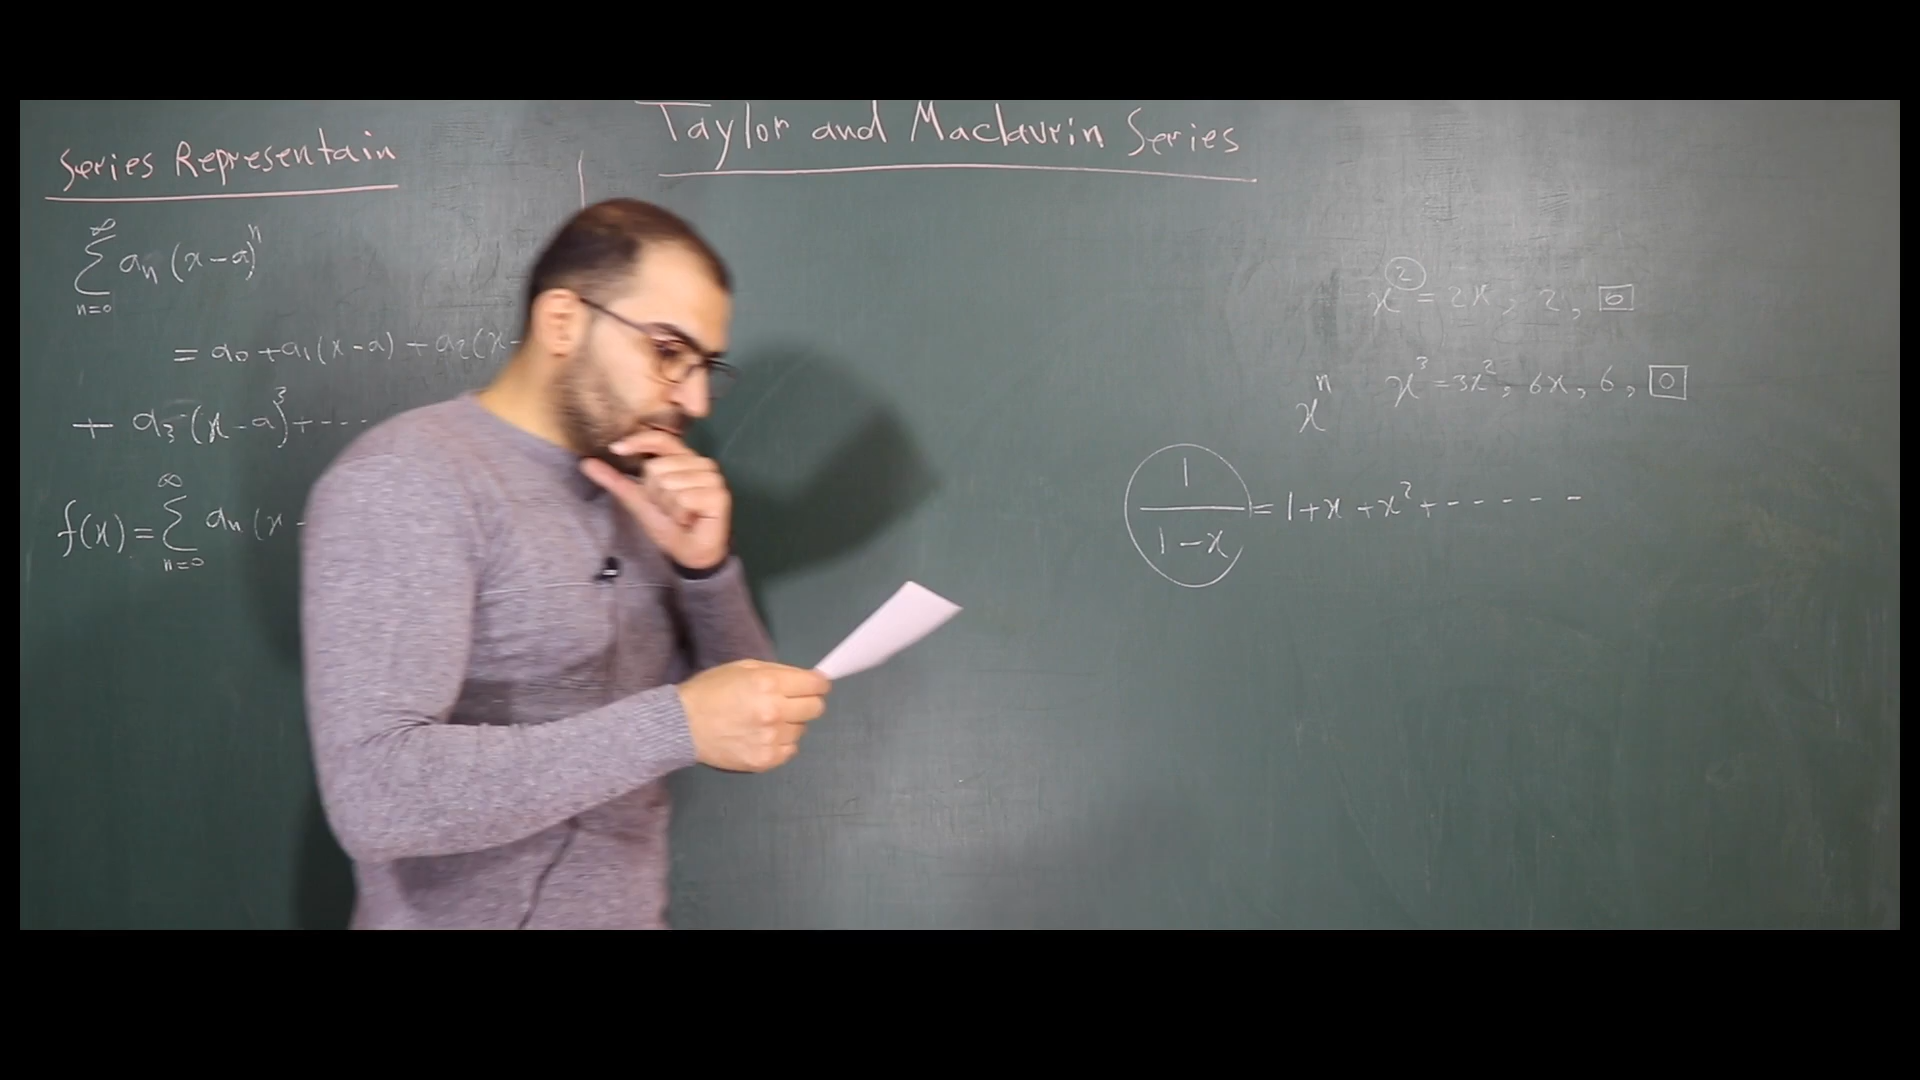 Taylor and Maclaurin Series
Series Representain
∞
∑ aₙ (x-a)ⁿ
n=0
= a₀ + a₁(x-a) + a₂(x-
+ a₃ (x-a)³ + ----
∞
f(x) = ∑ aₙ (x-
n=0
x² = 2x, 2, 0
xⁿ x³ = 3x², 6x, 6, 0
1/(1-x) = 1+x+x²+------